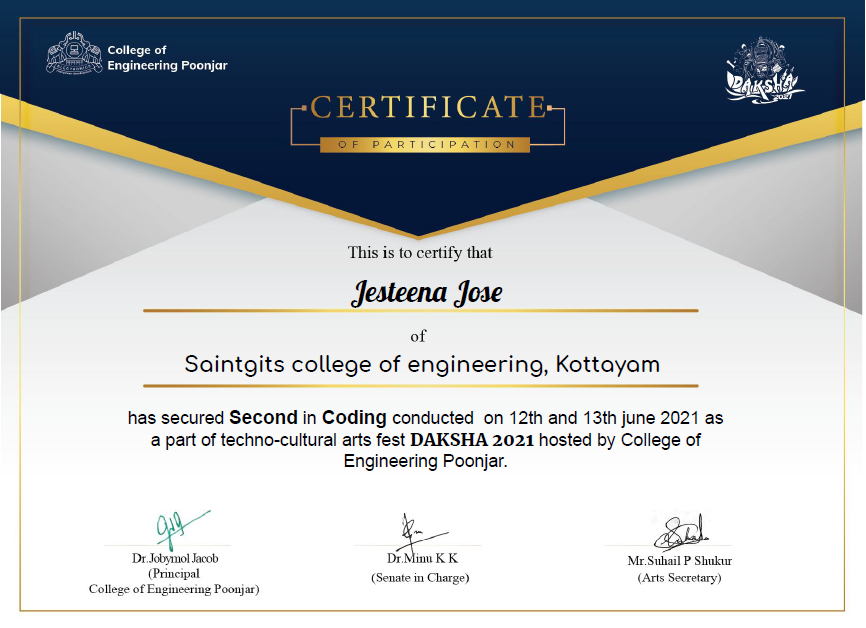 College of
Engineering Poonjar
DAKSHA
2021
CERTIFICATE
OF PARTICIPATION
This is to certify that
Jesteena Jose
of
Saintgits college of engineering, Kottayam
has secured Second in Coding conducted on 12th and 13th june 2021 as
a part of techno-cultural arts fest DAKSHA 2021 hosted by College of
Engineering Poonjar.
Dr.Jobymol Jacob
(Principal
College of Engineering Poonjar)
Dr.Minu K K
(Senate in Charge)
Mr.Suhail P Shukur
(Arts Secretary)